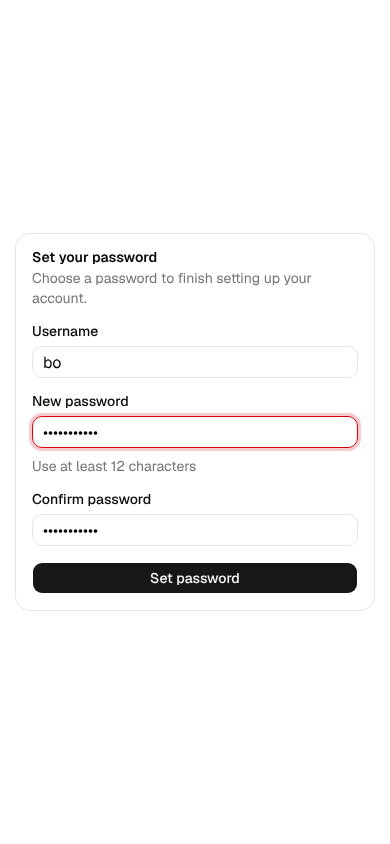 Set your password
Choose a password to finish setting up your
account.
Username
bo
New password
•••••••••••
Use at least 12 characters
Confirm password
•••••••••••
Set password